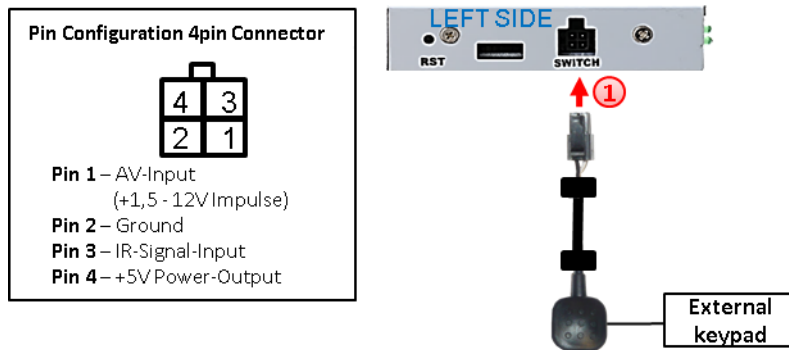 Pin Configuration 4pin Connector
4 3
2 1
Pin 1 – AV-Input
(+1,5 - 12V Impulse)
Pin 2 – Ground
Pin 3 – IR-Signal-Input
Pin 4 – +5V Power-Output
LEFT SIDE
RST
SWITCH
1
External
keypad